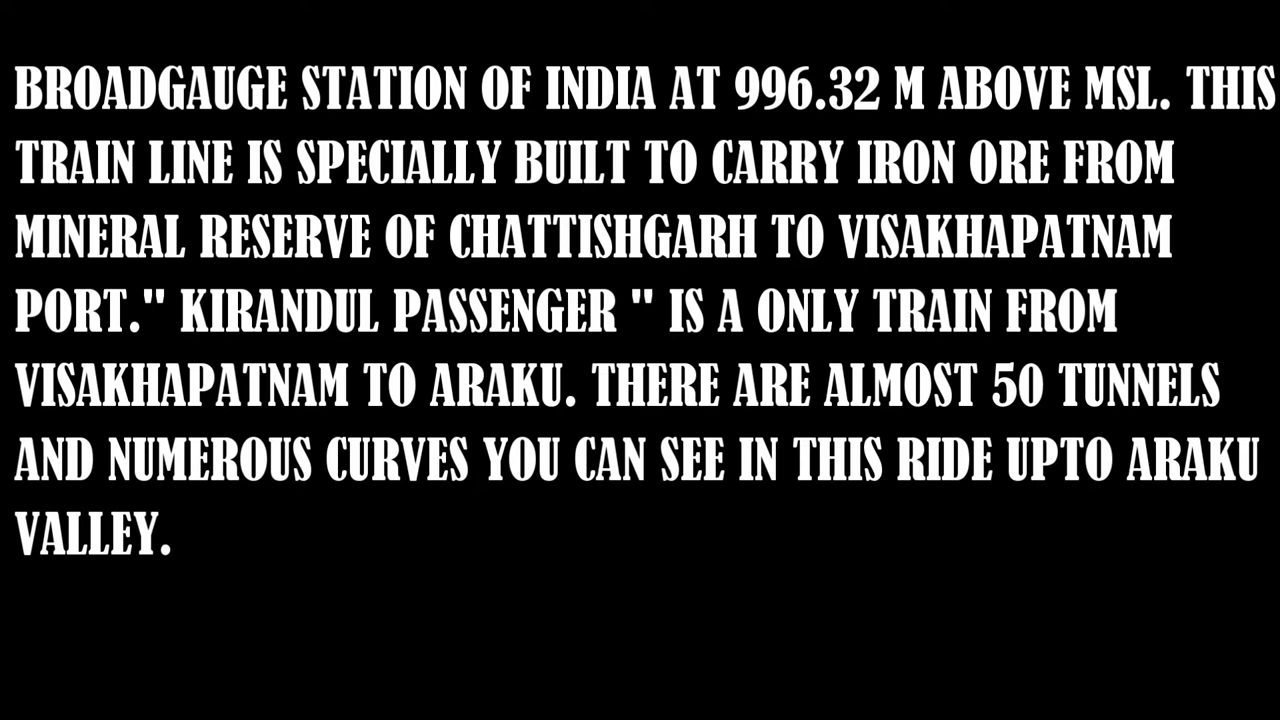 BROADGAUGE STATION OF INDIA AT 996.32 M ABOVE MSL. THIS
TRAIN LINE IS SPECIALLY BUILT TO CARRY IRON ORE FROM
MINERAL RESERVE OF CHATTISHGARH TO VISAKHAPATNAM
PORT." KIRANDUL PASSENGER " IS A ONLY TRAIN FROM
VISAKHAPATNAM TO ARAKU. THERE ARE ALMOST 50 TUNNELS
AND NUMEROUS CURVES YOU CAN SEE IN THIS RIDE UPTO ARAKU
VALLEY.